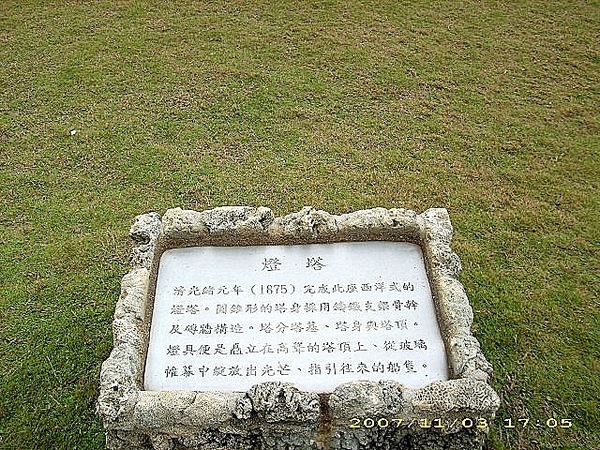 燈塔
清光緒元年(1875)完成此座西洋式的
燈塔。圓錐形的塔身採用鑄鐵支架骨幹
及磚牆構造。塔分塔基、塔身與塔頂。
燈具便是矗立在高聳的塔頂上、從玻璃
帷幕中綻放出光芒、指引往來的船隻。
2007/11/03 17:05